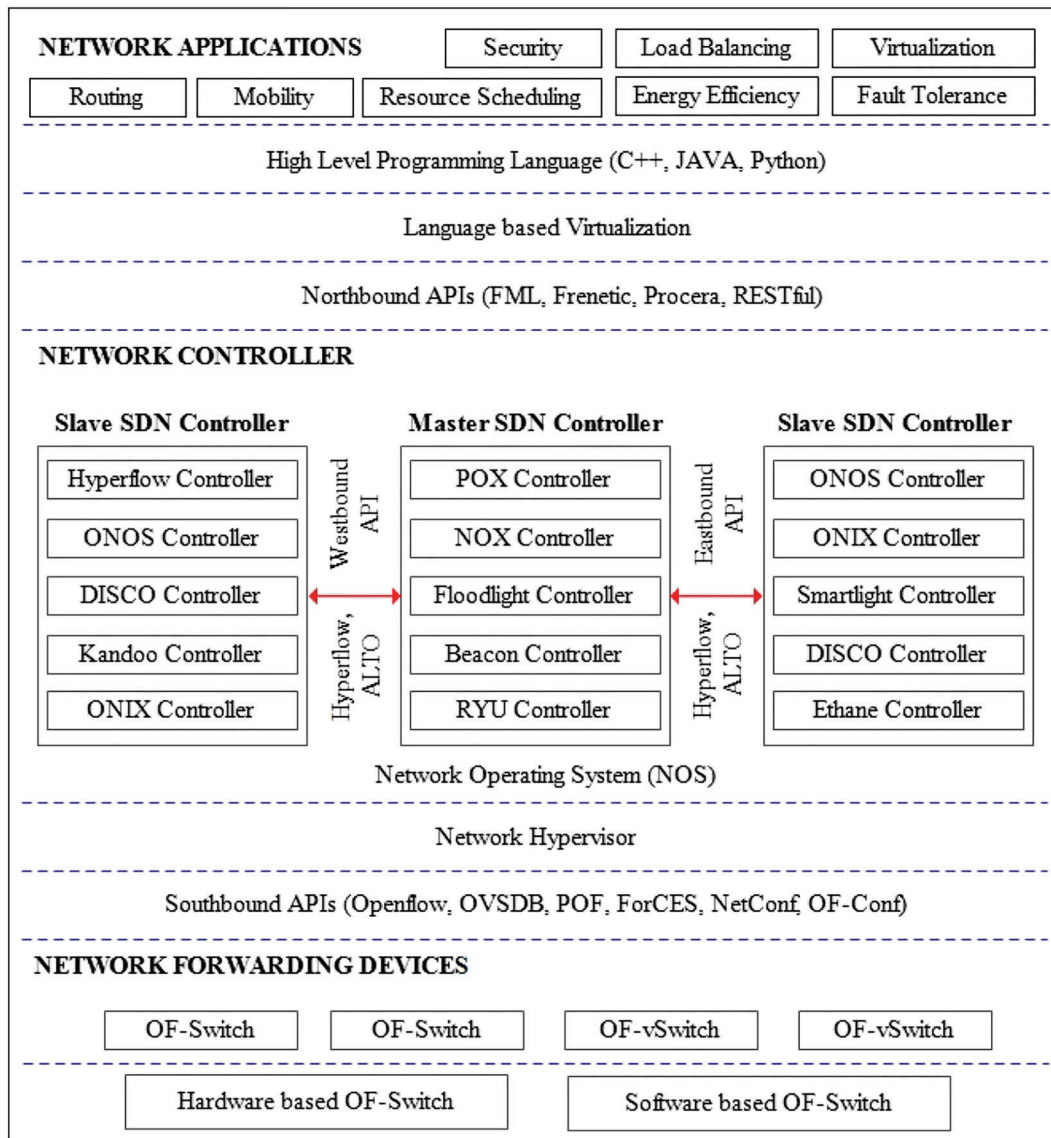 NETWORK APPLICATIONS
Security
Load Balancing
Virtualization
Routing
Mobility
Resource Scheduling
Energy Efficiency
Fault Tolerance
High Level Programming Language (C++, JAVA, Python)
Language based Virtualization
Northbound APIs (FML, Frenetic, Procera, RESTful)
NETWORK CONTROLLER
Slave SDN Controller
Hyperflow Controller
ONOS Controller
DISCO Controller
Kandoo Controller
ONIX Controller
Westbound
API
Hyperflow,
ALTO
Master SDN Controller
POX Controller
NOX Controller
Floodlight Controller
Beacon Controller
RYU Controller
Eastbound
API
Hyperflow,
ALTO
Slave SDN Controller
ONOS Controller
ONIX Controller
Smartlight Controller
DISCO Controller
Ethane Controller
Network Operating System (NOS)
Network Hypervisor
Southbound APIs (Openflow, OVSDB, POF, ForCES, NetConf, OF-Conf)
NETWORK FORWARDING DEVICES
OF-Switch
OF-Switch
OF-vSwitch
OF-vSwitch
Hardware based OF-Switch
Software based OF-Switch